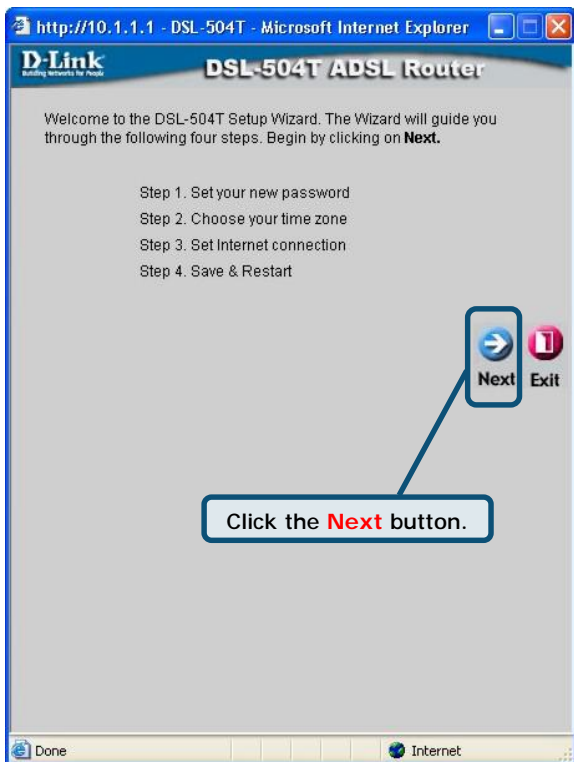 http://10.1.1.1 - DSL-504T - Microsoft Internet Explorer
D-Link
Building Networks for People
DSL-504T ADSL Router
Welcome to the DSL-504T Setup Wizard. The Wizard will guide you
through the following four steps. Begin by clicking on Next.
Step 1. Set your new password
Step 2. Choose your time zone
Step 3. Set Internet connection
Step 4. Save & Restart
Next Exit
Click the Next button.
Done Internet